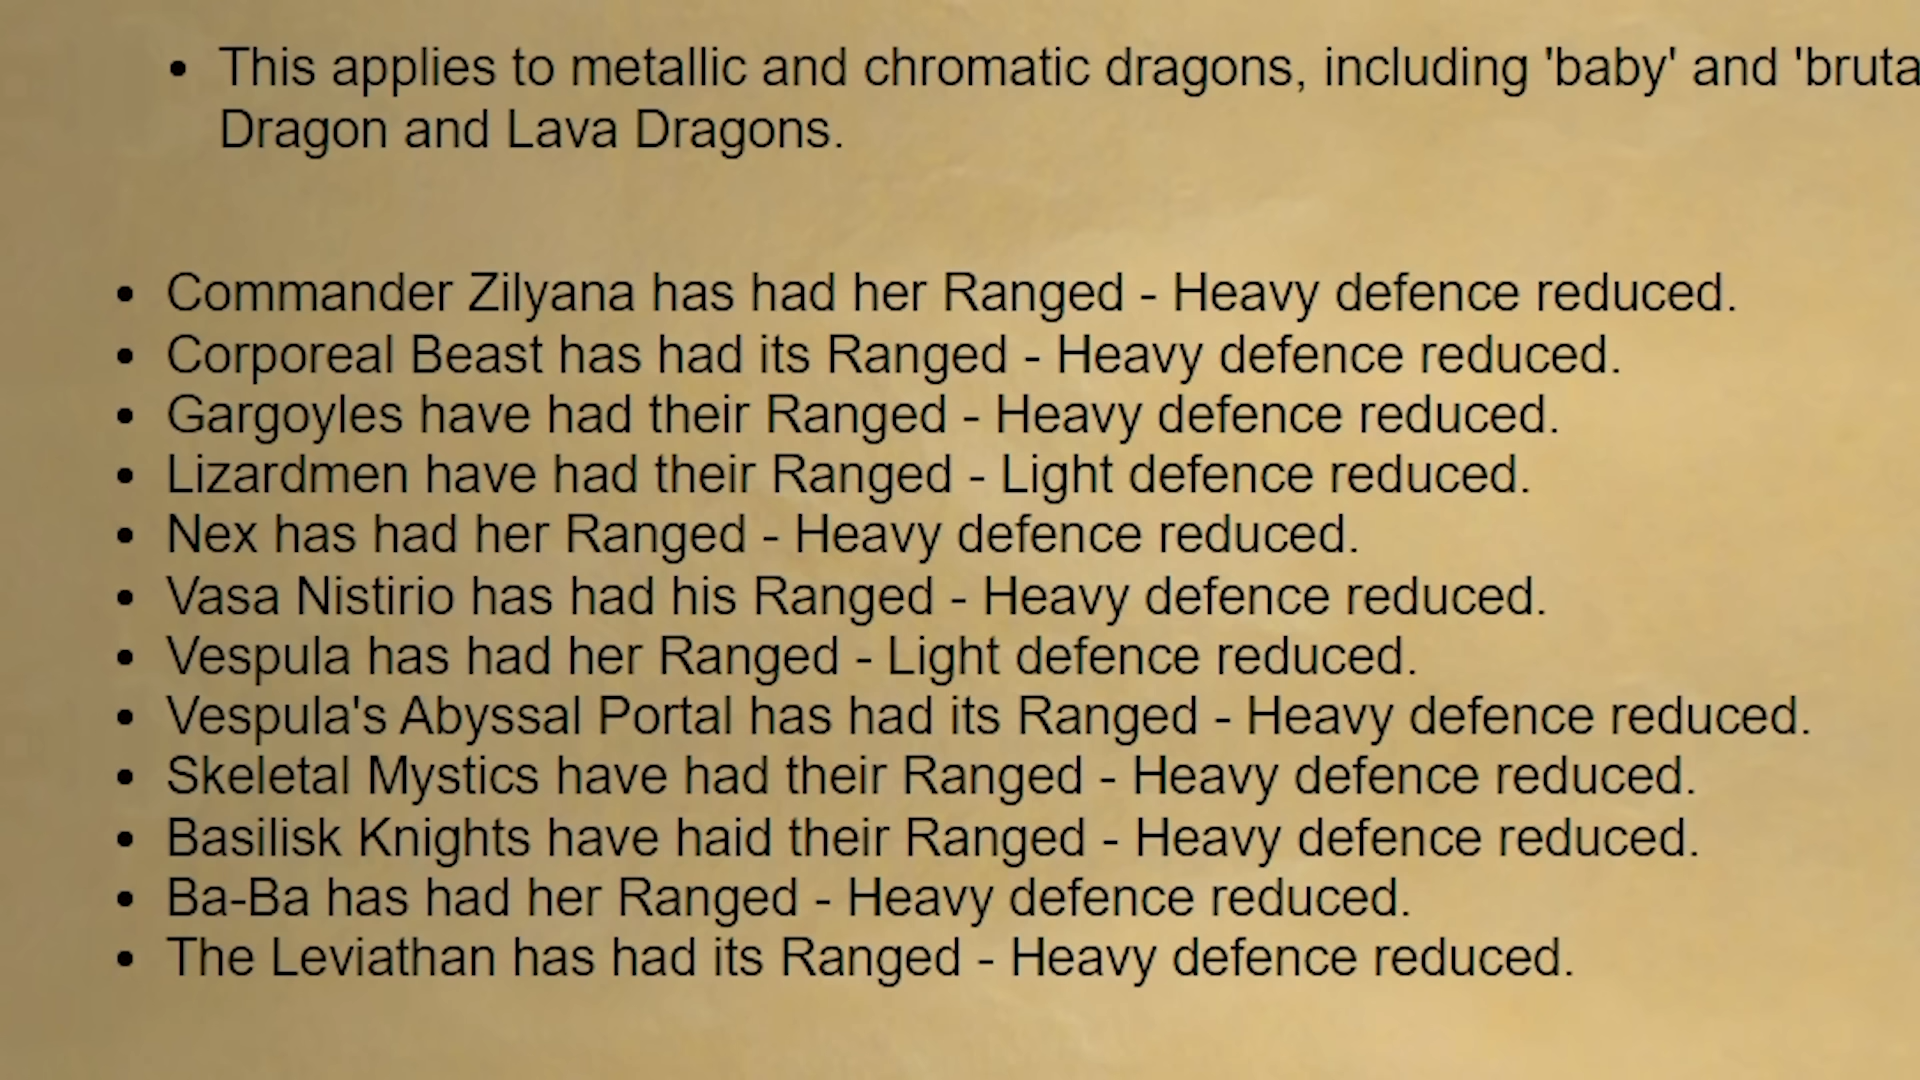 • This applies to metallic and chromatic dragons, including 'baby' and 'bruta
Dragon and Lava Dragons.
• Commander Zilyana has had her Ranged - Heavy defence reduced.
• Corporeal Beast has had its Ranged - Heavy defence reduced.
• Gargoyles have had their Ranged - Heavy defence reduced.
• Lizardmen have had their Ranged - Light defence reduced.
• Nex has had her Ranged - Heavy defence reduced.
• Vasa Nistirio has had his Ranged - Heavy defence reduced.
• Vespula has had her Ranged - Light defence reduced.
• Vespula's Abyssal Portal has had its Ranged - Heavy defence reduced.
• Skeletal Mystics have had their Ranged - Heavy defence reduced.
• Basilisk Knights have haid their Ranged - Heavy defence reduced.
• Ba-Ba has had her Ranged - Heavy defence reduced.
• The Leviathan has had its Ranged - Heavy defence reduced.